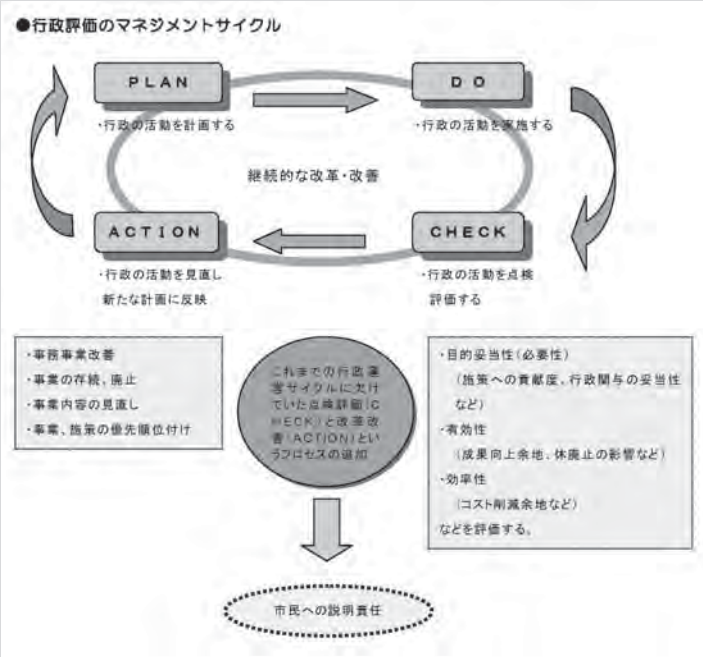 ●行政評価のマネジメントサイクル
PLAN
DO
・行政の活動を計画する
・行政の活動を実施する
継続的な改革・改善
ACTION
CHECK
・行政の活動を見直し
新たな計画に反映
・行政の活動を点検
評価する
・事務事業改善
・事業の存続、廃止
・事業内容の見直し
・事業、施策の優先順位付け
これまでの行政運
営サイクルに欠け
ていた点検評価(C
HECK)と改革改
善(ACTION)とい
うプロセスの追加
・目的妥当性(必要性)
(施策への貢献度、行政関与の妥当性
など)
・有効性
(成果向上余地、休廃止の影響など)
・効率性
(コスト削減余地など)
などを評価する。
市民への説明責任